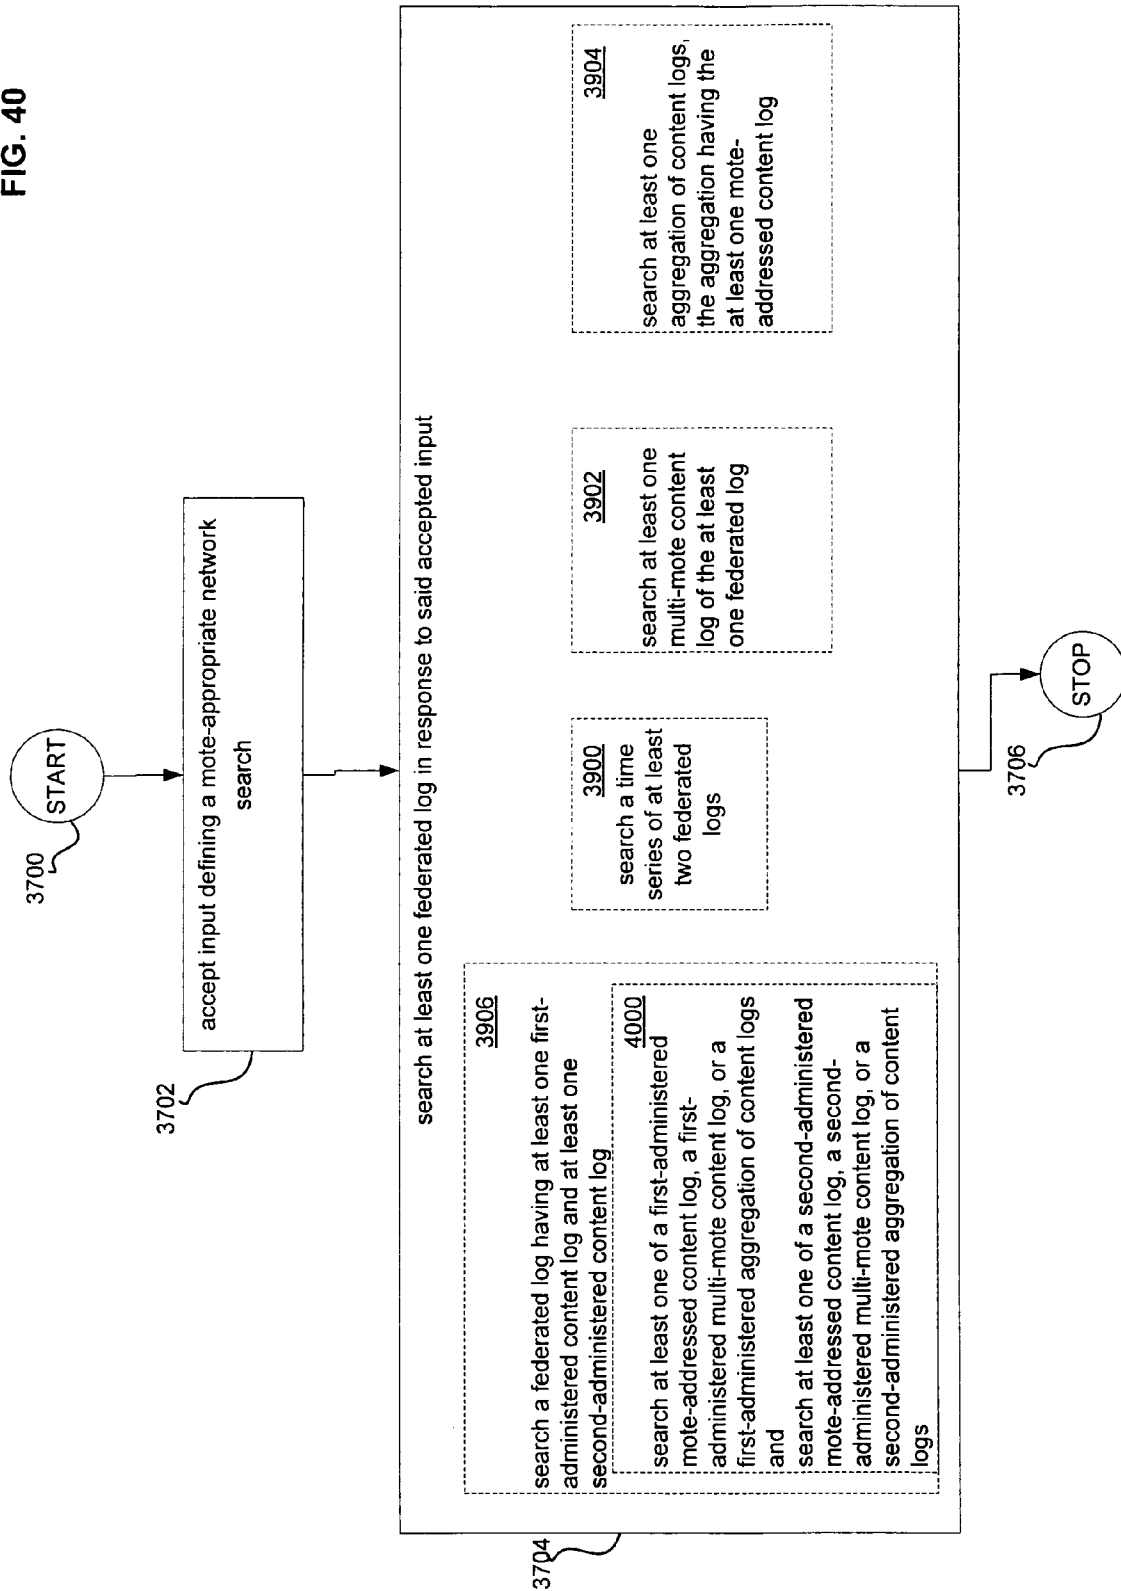 FIG. 40
START
3700
accept input defining a mote-appropriate network
search
3702
search at least one federated log in response to said accepted input
3906
search a federated log having at least one first-
administered content log and at least one
second-administered content log
4000
search at least of a first-administered
mote-addressed content log, a first-
administered multi-mote content log, or a
first-administered aggregation of content logs
and
search at least one of a second-administered
mote-addressed content log, a second-
administered multi-mote content log, or a
second-administered aggregation of content
logs
3900
search a time
series of at least
two federated
logs
3902
search at least one
multi-mote content
log of the at least
one federated log
3904
search at least one
aggregation of content logs,
the aggregation having the
at least one mote-
addressed content log
3704
STOP
3706